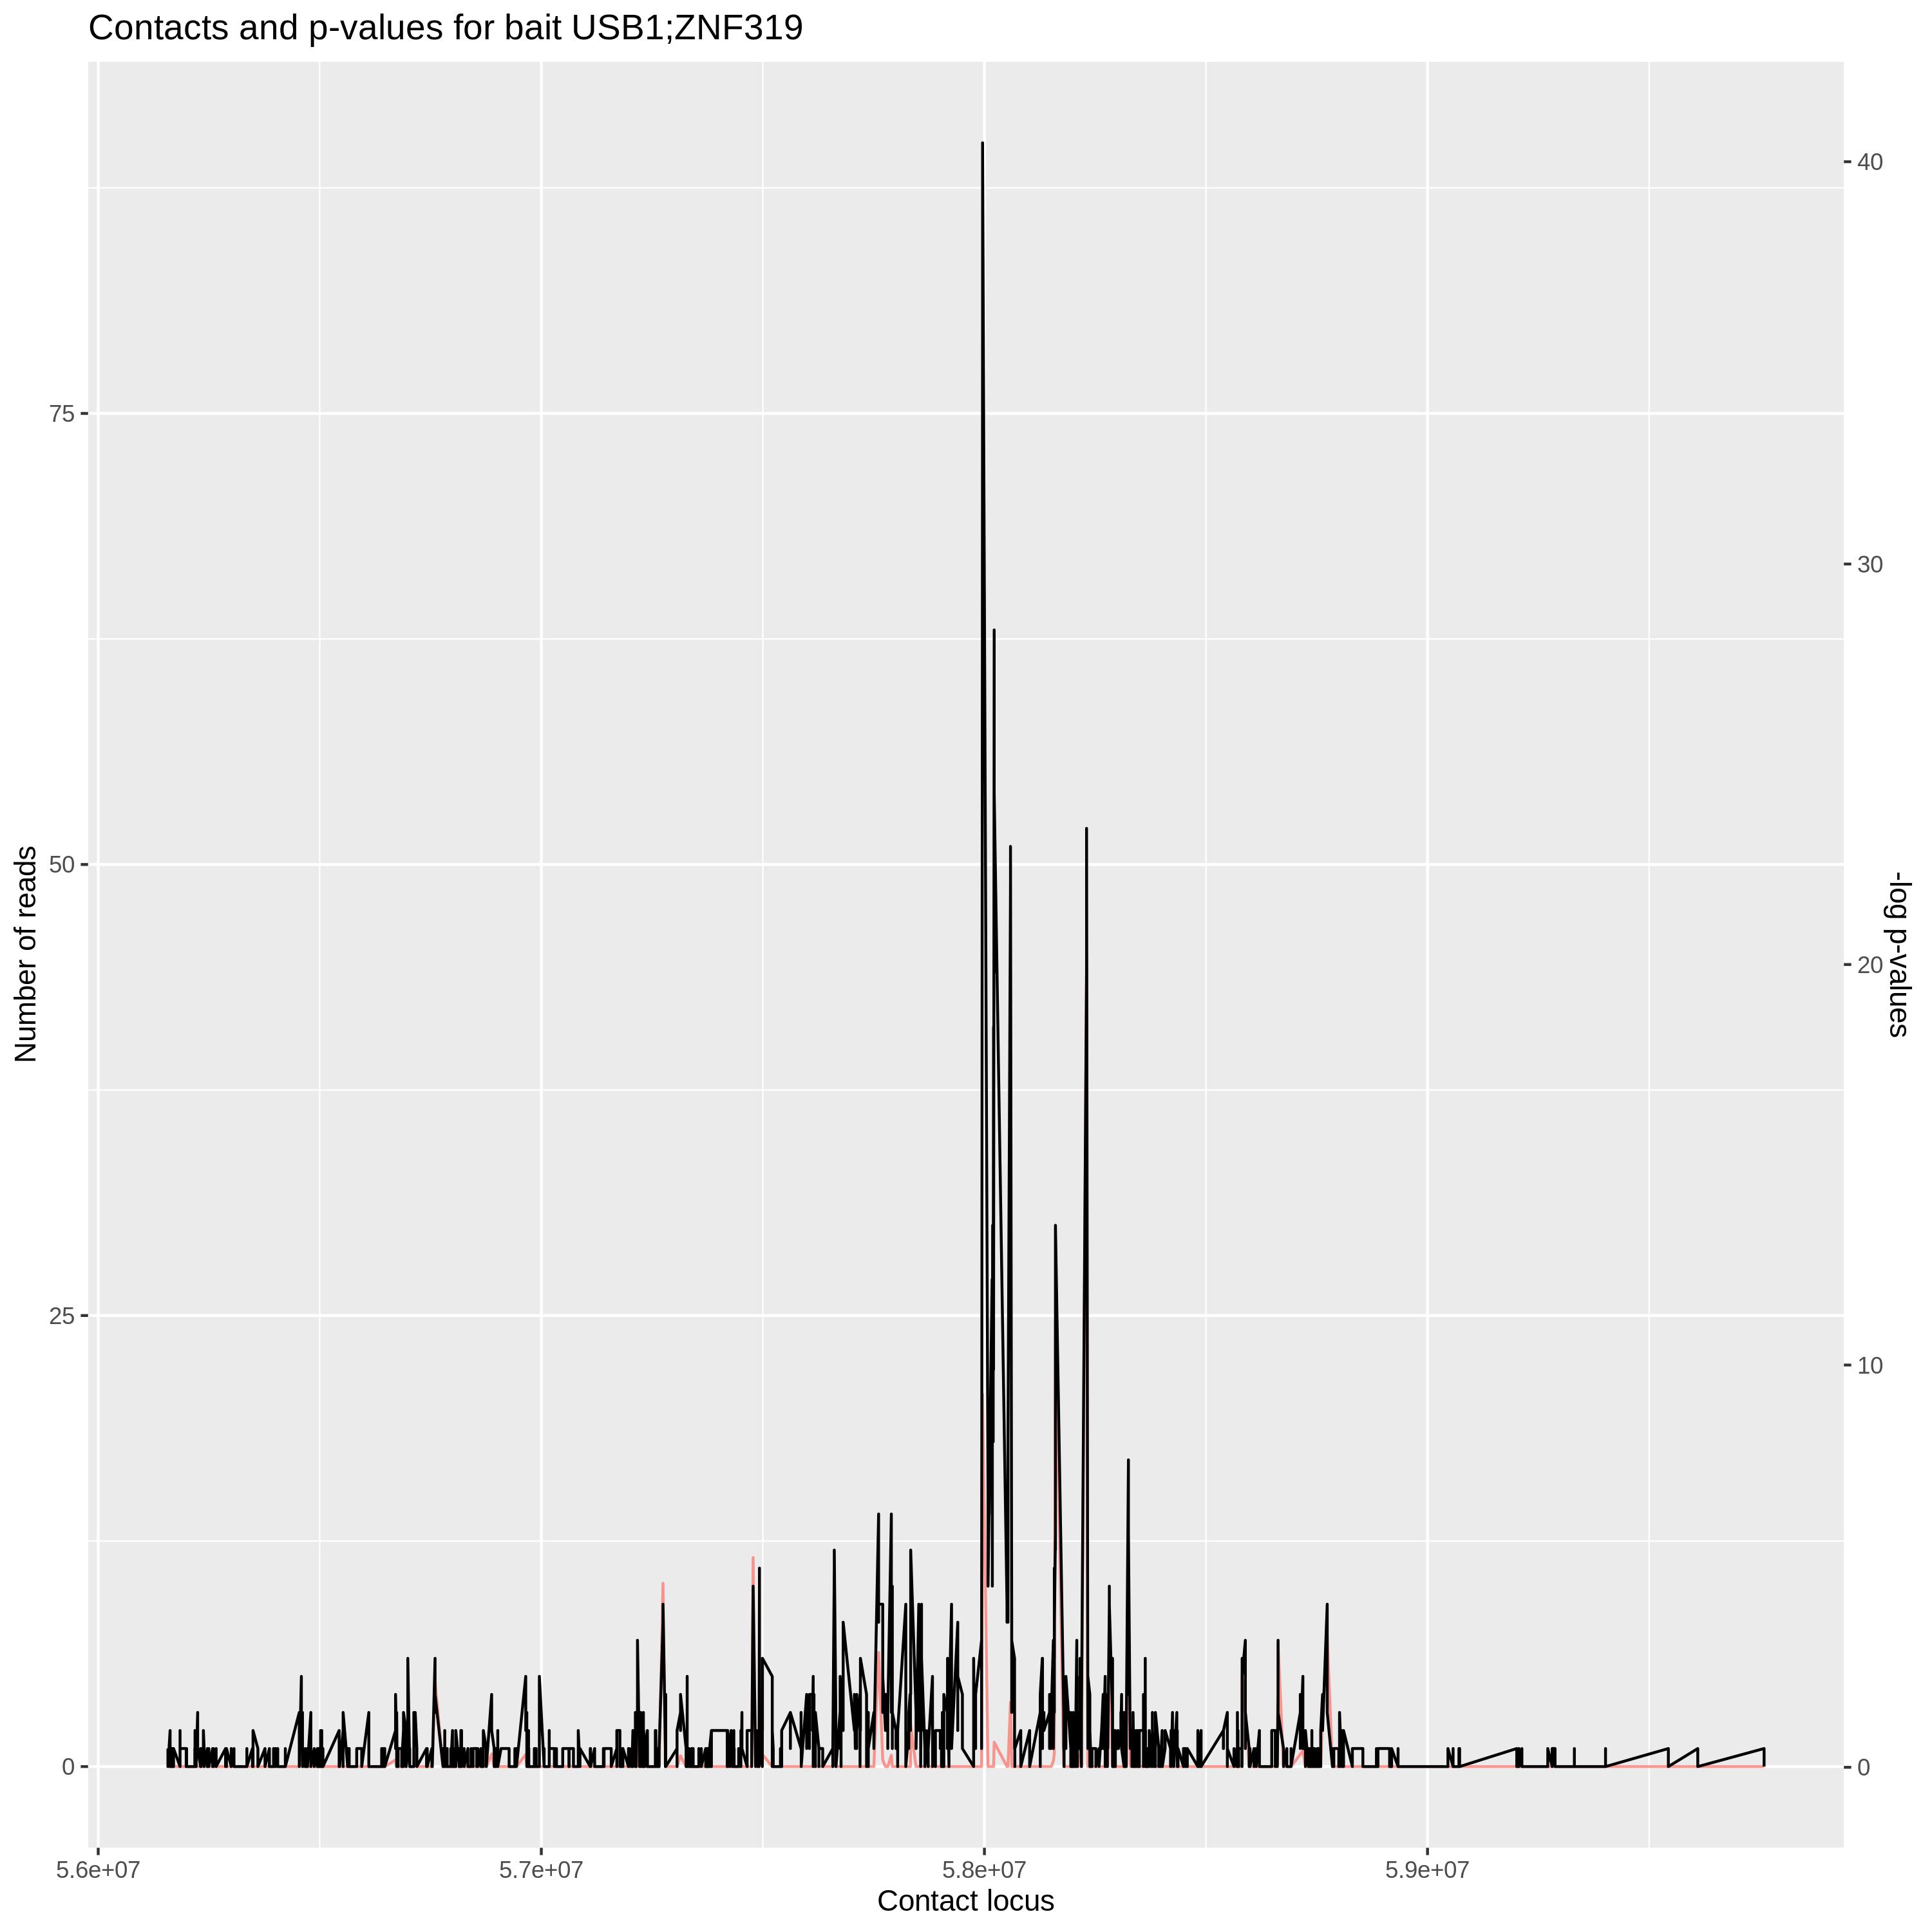 Contacts and p-values for bait USB1;ZNF319
Number of reads
75
50
25
0
40
30
20
10
0
-log p-values
5.6e+07
5.7e+07
5.8e+07
5.9e+07
Contact locus